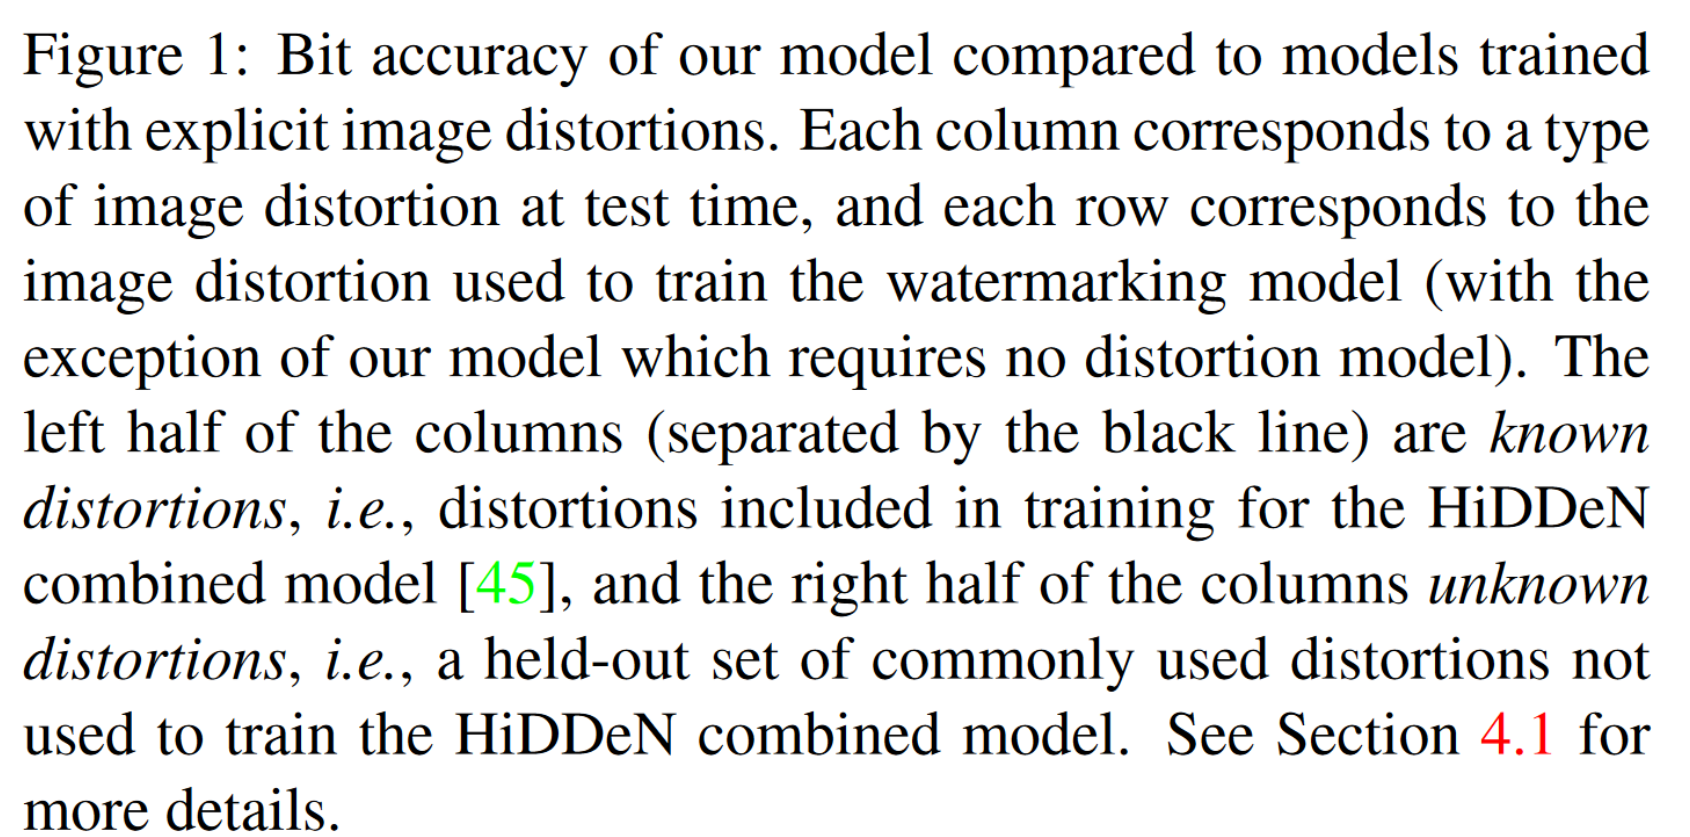 Figure 1: Bit accuracy of our model compared to models trained
with explicit image distortions. Each column corresponds to a type
of image distortion at test time, and each row corresponds to the
image distortion used to train the watermarking model (with the
exception of our model which requires no distortion model). The
left half of the columns (separated by the black line) are known
distortions, i.e., distortions included in training for the HiDDeN
combined model [45], and the right half of the columns unknown
distortions, i.e., a held-out set of commonly used distortions not
used to train the HiDDeN combined model. See Section 4.1 for
more details.